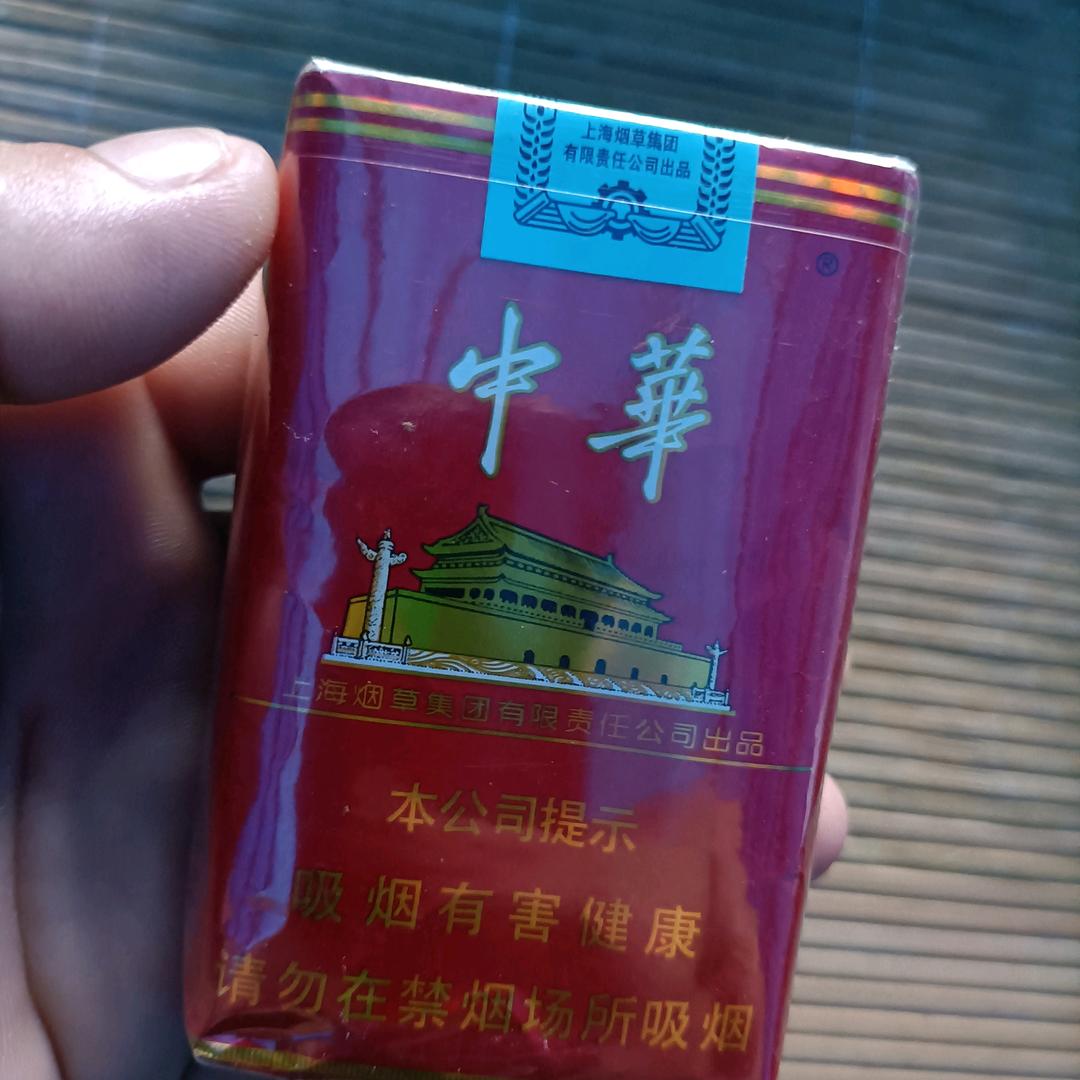 上海烟草集团
有限责任公司出品
®
中華
上海烟草集团有限责任公司出品
本公司提示
吸烟有害健康
请勿在禁烟场所吸烟